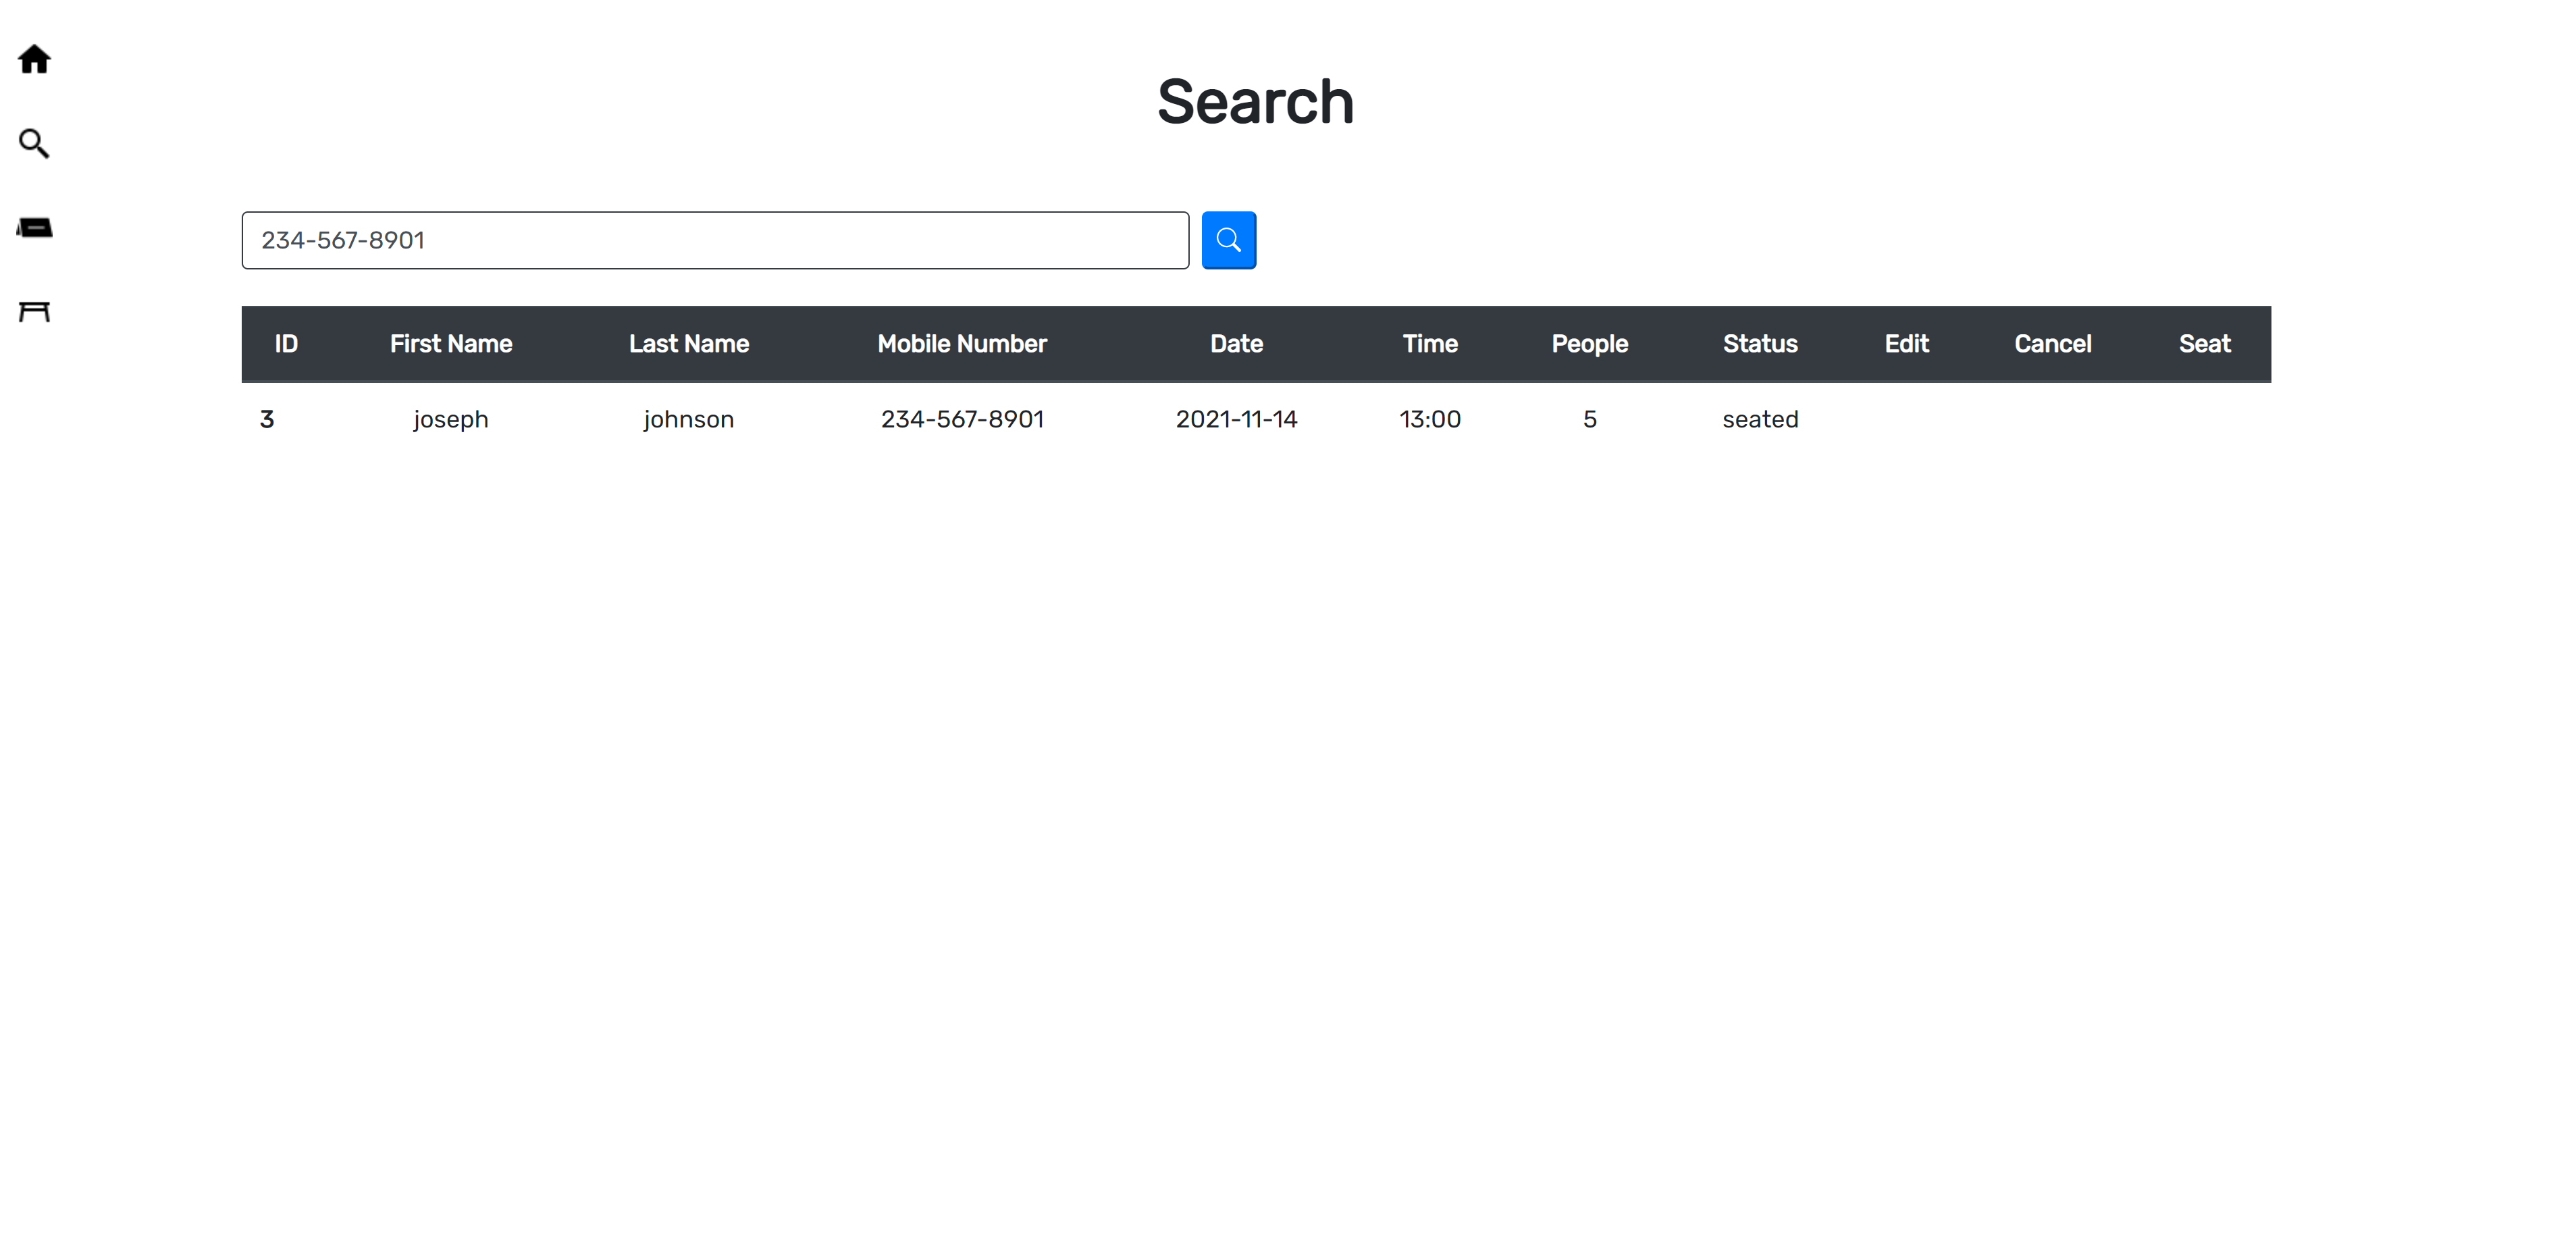 Search
234-567-8901
ID First Name Last Name Mobile Number Date Time People Status Edit Cancel Seat
3 joseph johnson 234-567-8901 2021-11-14 13:00 5 seated